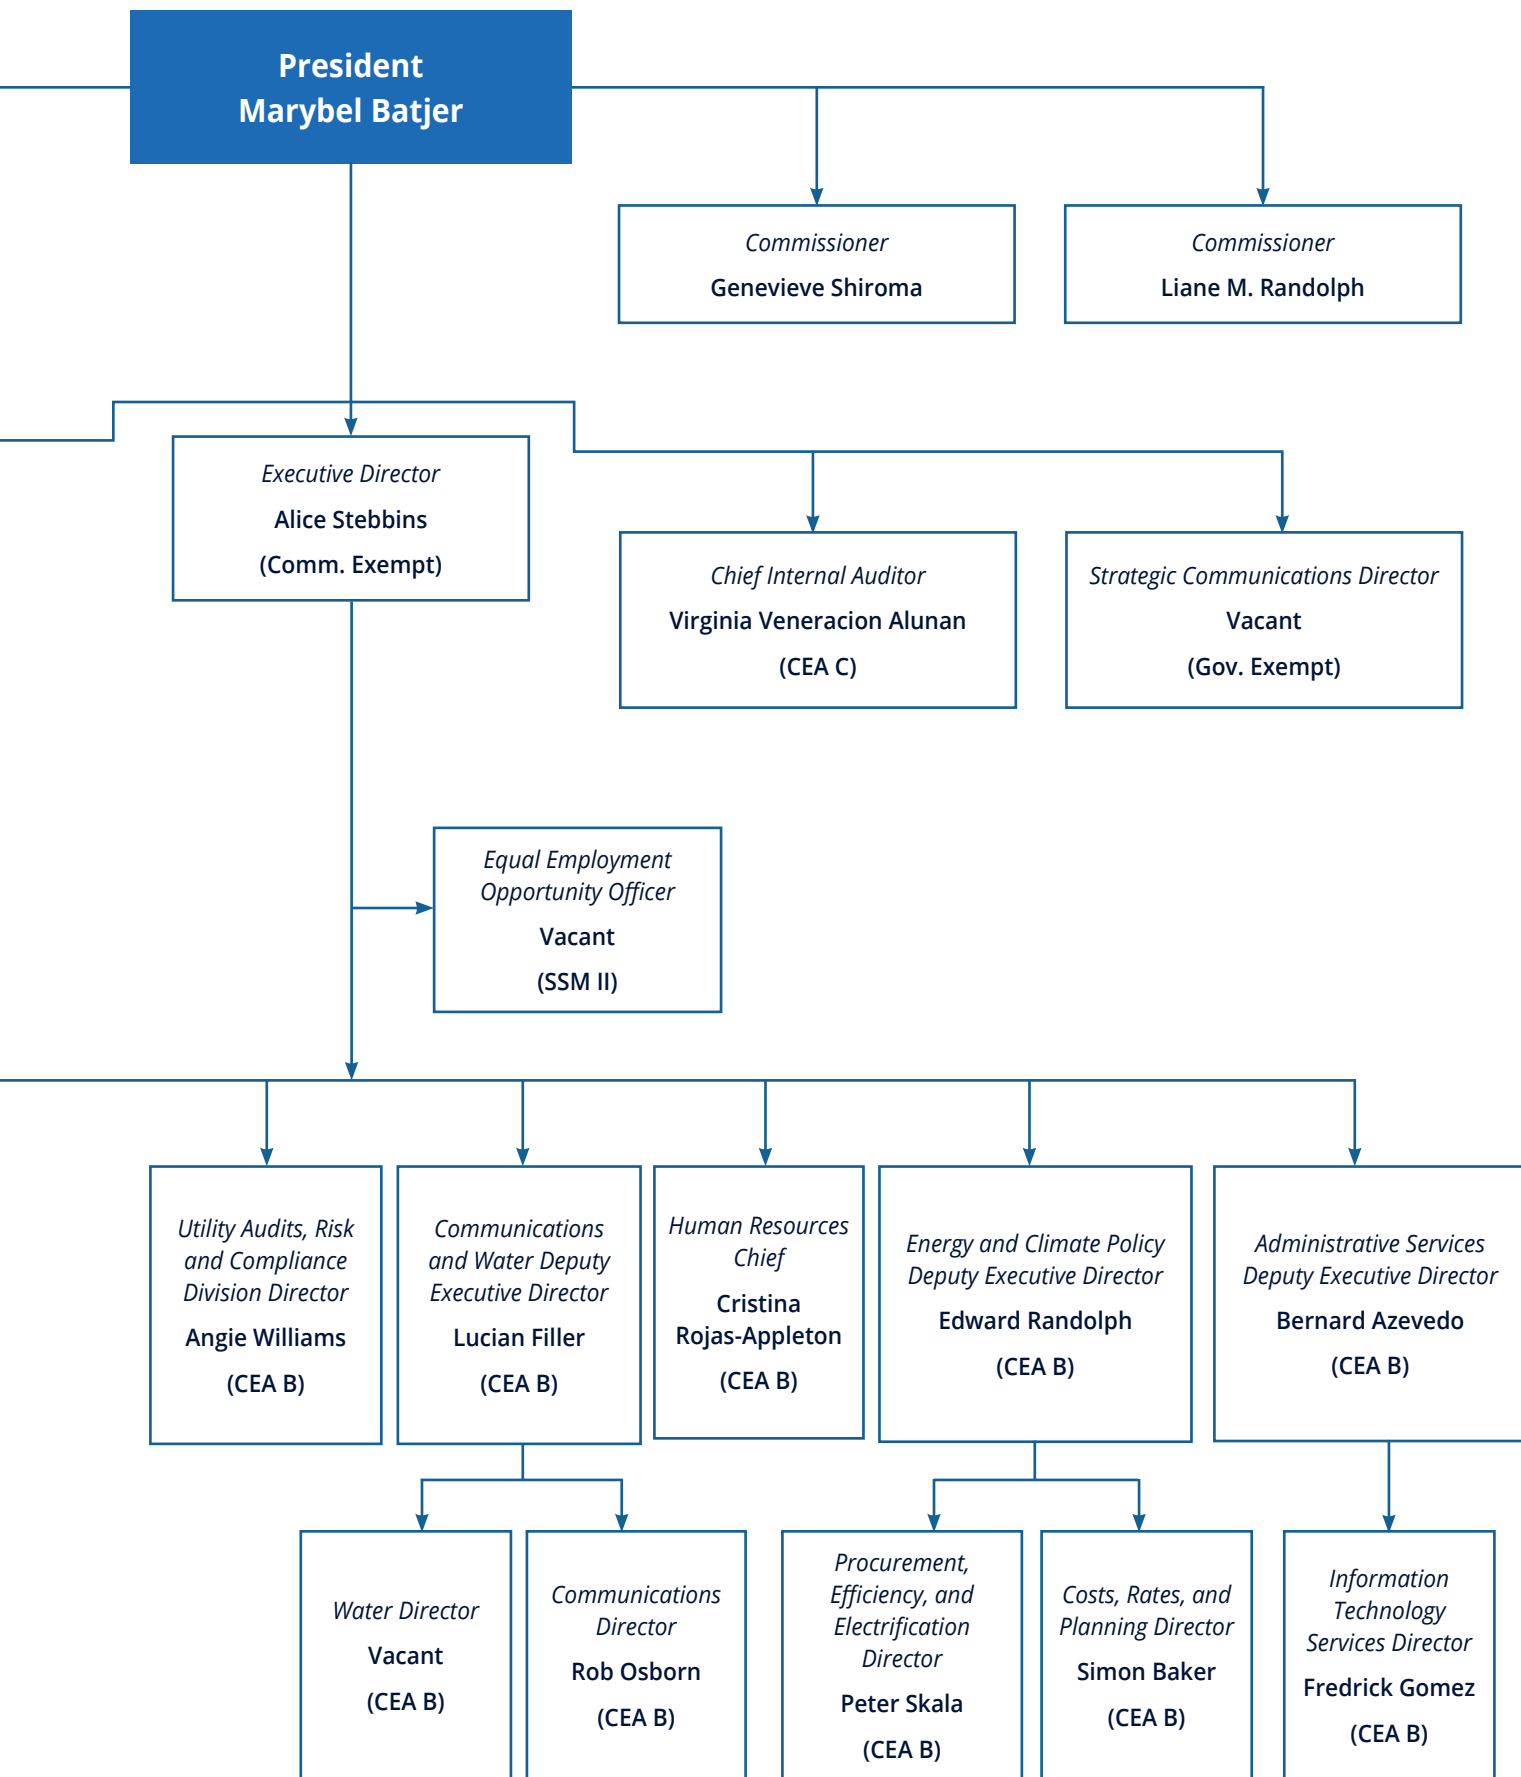 President
Marybel Batjer
Commissioner
Genevieve Shiroma
Commissioner
Liane M. Randolph
Executive Director
Alice Stebbins
(Comm. Exempt)
Chief Internal Auditor
Virginia Veneracion Alunan
(CEA C)
Strategic Communications Director
Vacant
(Gov. Exempt)
Equal Employment
Opportunity Officer
Vacant
(SSM II)
Utility Audits, Risk
and Compliance
Division Director
Angie Williams
(CEA B)
Communications
and Water Deputy
Executive Director
Lucian Filler
(CEA B)
Human Resources
Chief
Cristina
Rojas-Appleton
(CEA B)
Energy and Climate Policy
Deputy Executive Director
Edward Randolph
(CEA B)
Administrative Services
Deputy Executive Director
Bernard Azevedo
(CEA B)
Water Director
Vacant
(CEA B)
Communications
Director
Rob Osborn
(CEA B)
Procurement,
Efficiency, and
Electrification
Director
Peter Skala
(CEA B)
Costs, Rates, and
Planning Director
Simon Baker
(CEA B)
Information
Technology
Services Director
Fredrick Gomez
(CEA B)